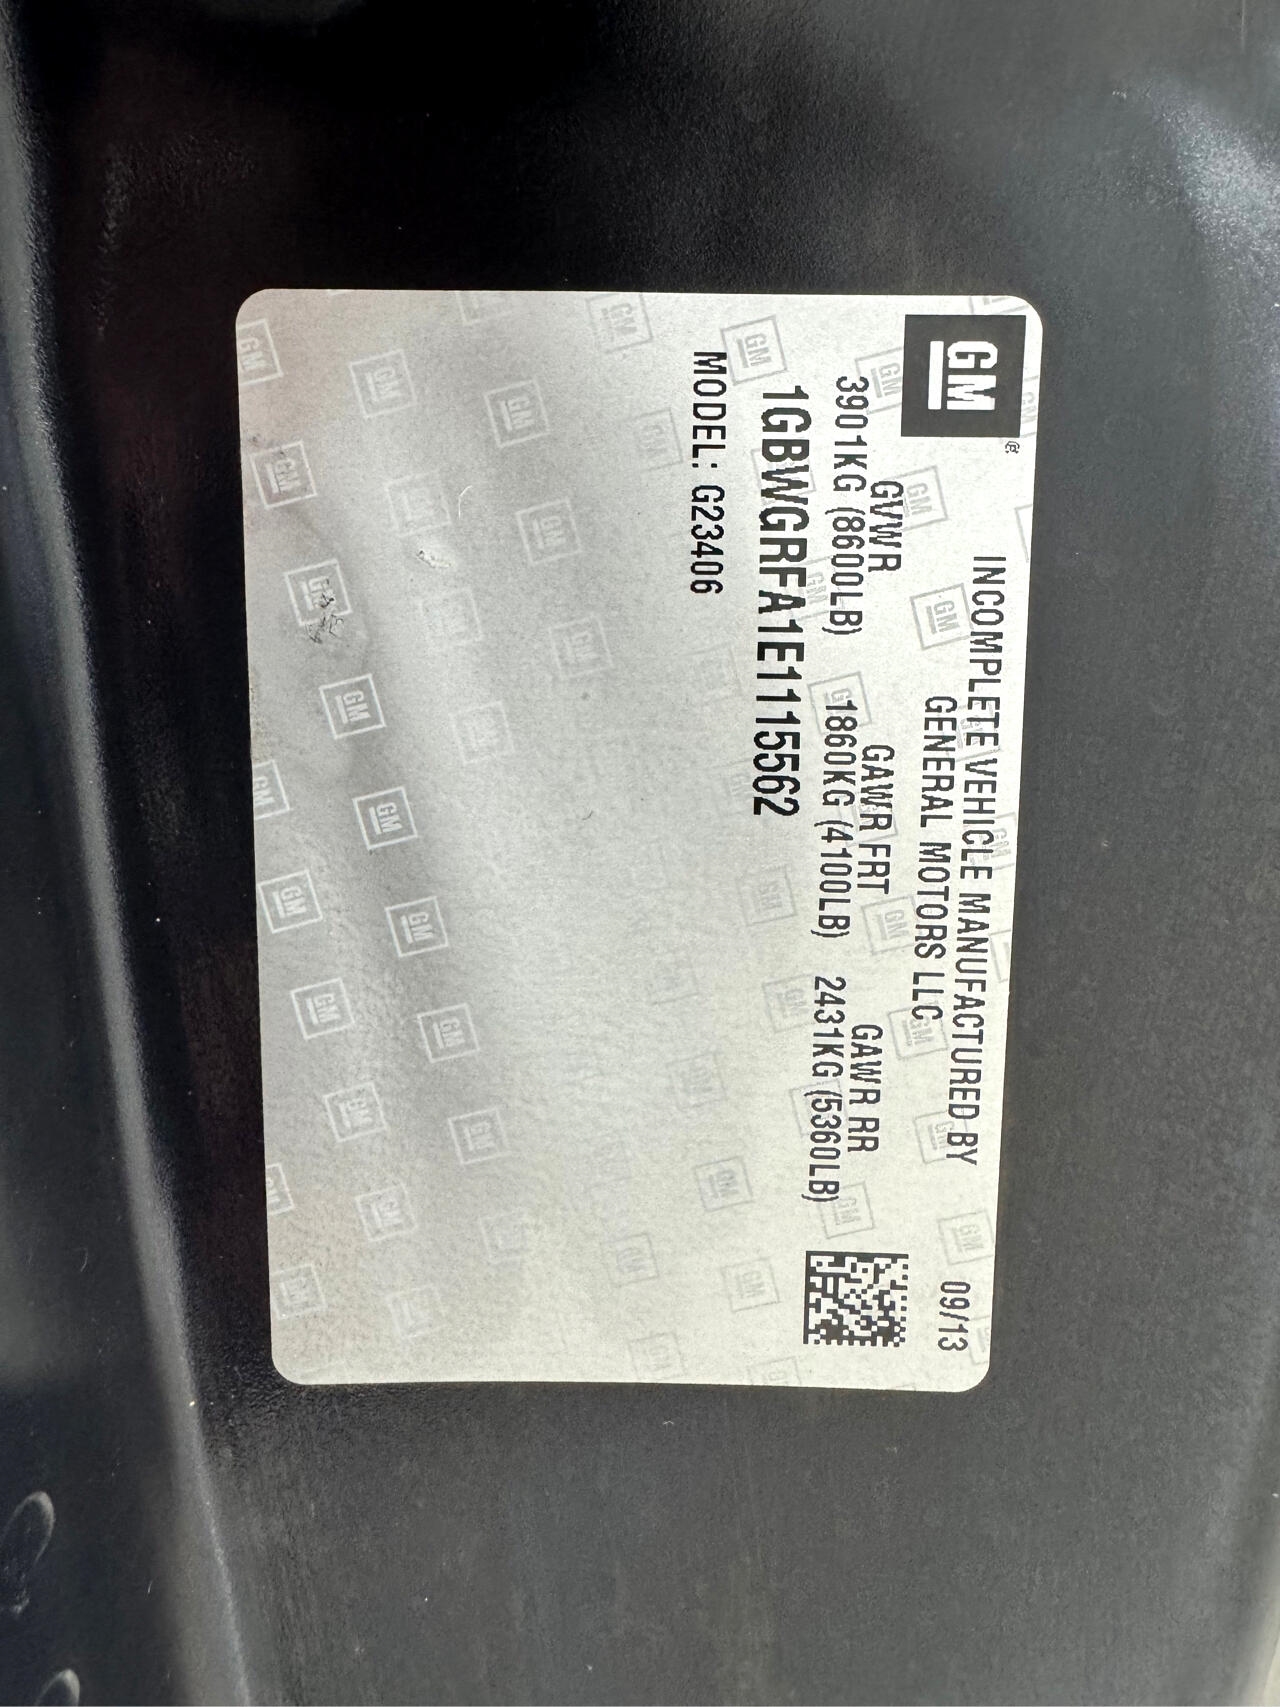 GM
INCOMPLETE VEHICLE MANUFACTURED BY 09/13
GENERAL MOTORS LLC
GVWR GAWR FRT GAWR RR
3901KG (8600LB) 1860KG (4100LB) 2431KG (5360LB)
1GBWGRFA1E1115562
MODEL: G23406